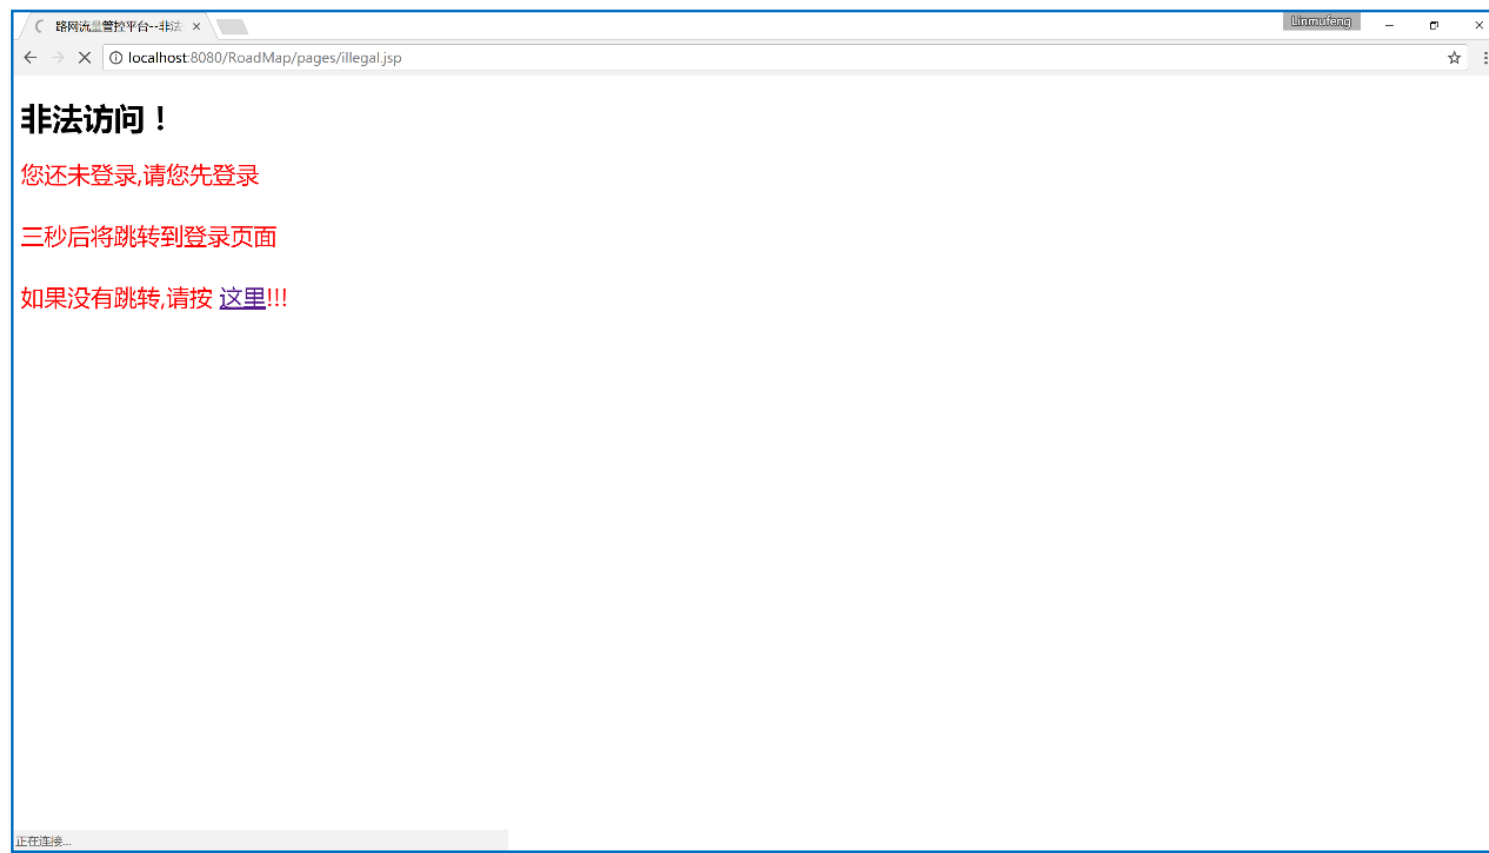 路网流量管控平台--非法
Linmufeng
localhost:8080/RoadMap/pages/illegal.jsp
非法访问！
您还未登录,请您先登录
三秒后将跳转到登录页面
如果没有跳转,请按 这里!!!
正在连接...